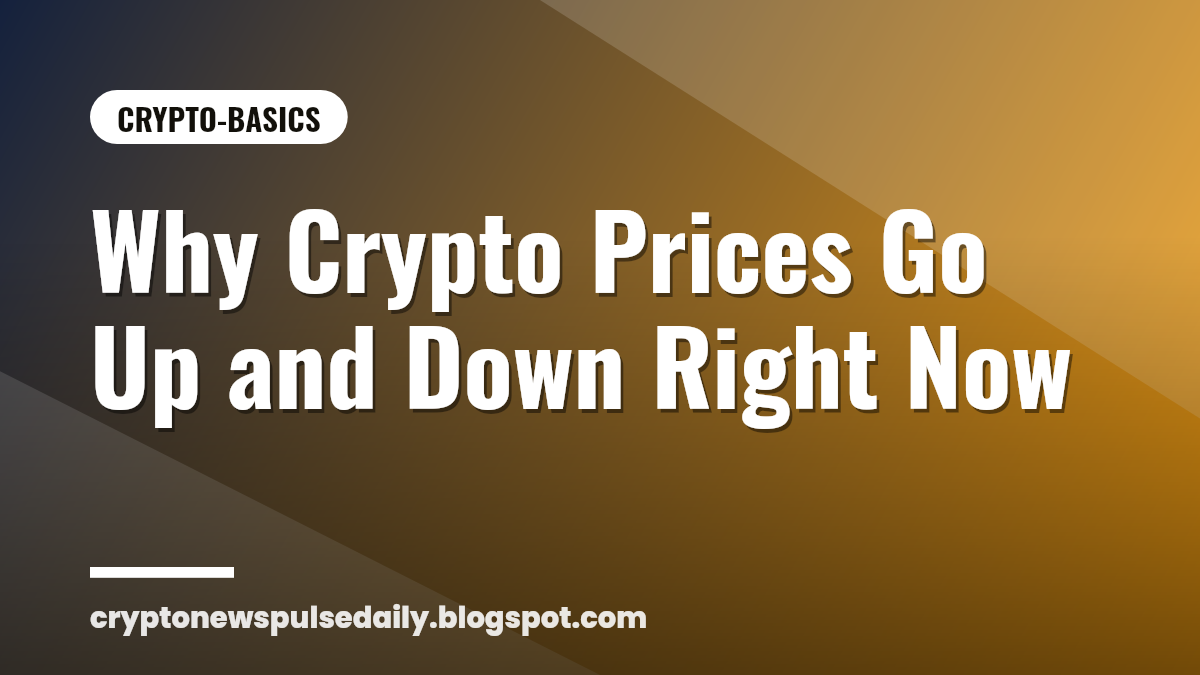 CRYPTO-BASICS
Why Crypto Prices Go
Up and Down Right Now
cryptonewspulsedaily.blogspot.com